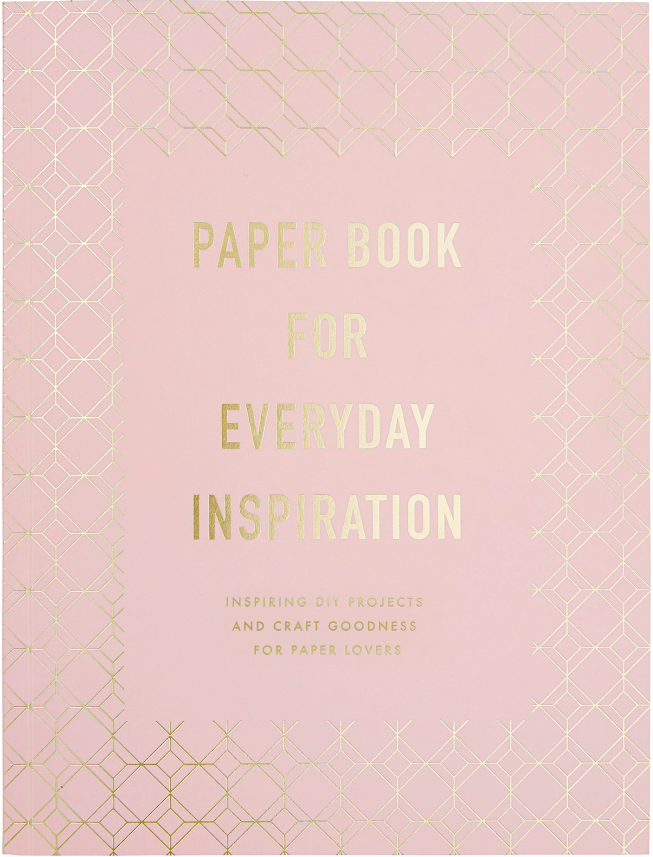 PAPER BOOK
FOR
EVERYDAY
INSPIRATION
INSPIRING DIY PROJECTS
AND CRAFT GOODNESS
FOR PAPER LOVERS